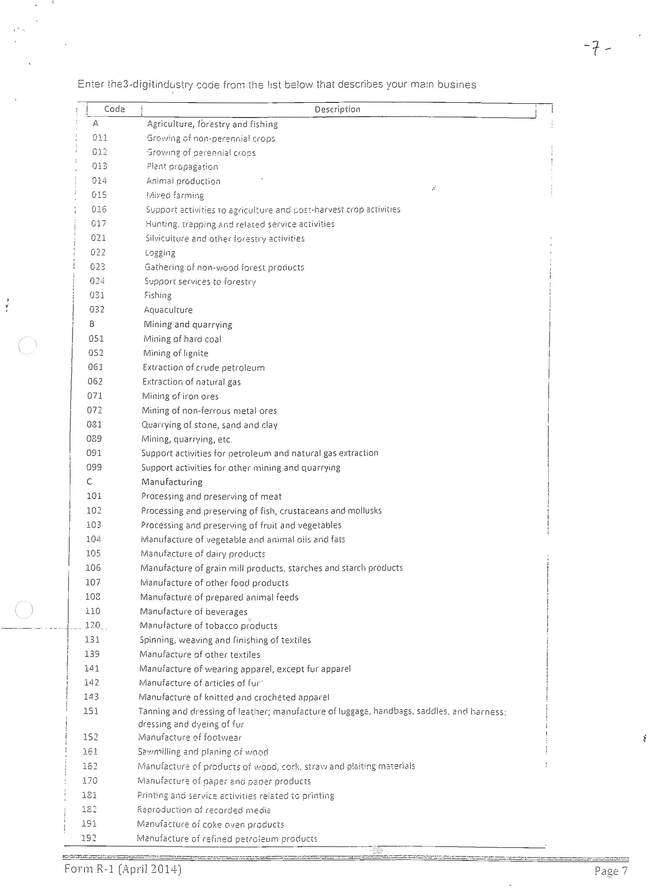 -7-
Enter the3-digitindustry code from the list below that describes your main busines
Code Description
A Agriculture, forestry and fishing
011 Growing of non-perennial crops
012 Growing of perennial crops
013 Plant propagation
014 Animal production
015 Mixed farming
016 Support activities to agriculture and post-harvest crop activities
017 Hunting, trapping and related service activities
021 Silviculture and other forestry activities
022 Logging
023 Gathering of non-wood forest products
024 Support services to forestry
031 Fishing
032 Aquaculture
B Mining and quarrying
051 Mining of hard coal
052 Mining of lignite
061 Extraction of crude petroleum
062 Extraction of natural gas
071 Mining of iron ores
072 Mining of non-ferrous metal ores
081 Quarrying of stone, sand and clay
089 Mining, quarrying, etc.
091 Support activities for petroleum and natural gas extraction
099 Support activities for other mining and quarrying
C Manufacturing
101 Processing and preserving of meat
102 Processing and preserving of fish, crustaceans and mollusks
103 Processing and preserving of fruit and vegetables
104 Manufacture of vegetable and animal oils and fats
105 Manufacture of dairy products
106 Manufacture of grain mill products, starches and starch products
107 Manufacture of other food products
108 Manufacture of prepared animal feeds
110 Manufacture of beverages
120 Manufacture of tobacco products
131 Spinning, weaving and finishing of textiles
139 Manufacture of other textiles
141 Manufacture of wearing apparel, except fur apparel
142 Manufacture of articles of fur
143 Manufacture of knitted and crocheted apparel
151 Tanning and dressing of leather; manufacture of luggage, handbags, saddles, and harness;
dressing and dyeing of fur
152 Manufacture of footwear
161 Sawmilling and planing of wood
162 Manufacture of products of wood, cork, straw and plaiting materials
170 Manufacture of paper and paper products
181 Printing and service activities related to printing
182 Reproduction of recorded media
191 Manufacture of coke oven products
192 Manufacture of refined petroleum products
Form R-1 (April 2014) Page 7